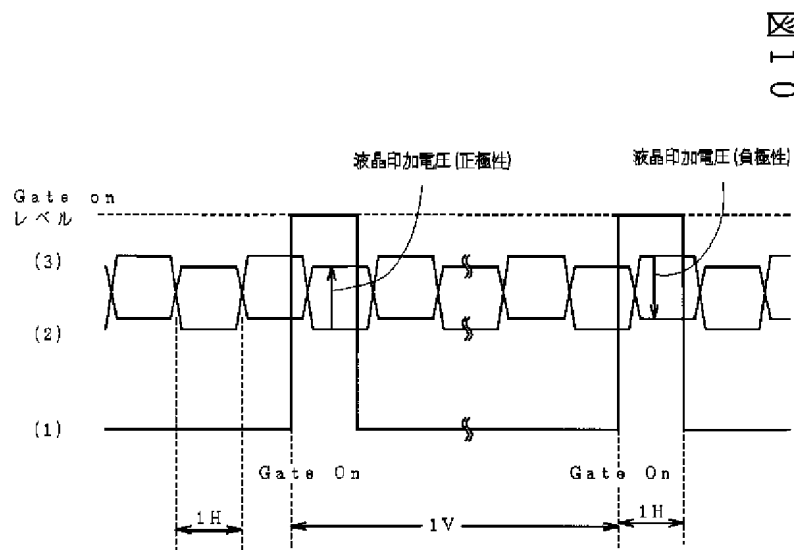 図10
液晶印加電圧(正極性)
液晶印加電圧(負極性)
Gate on
レベル
(3)
(2)
(1)
Gate On
Gate On
1H
1V
1H